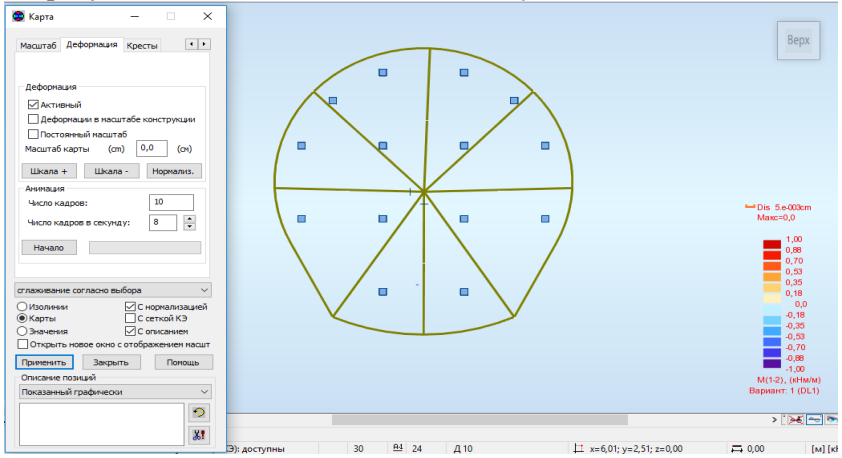 Карта
Масштаб Деформация Кресты
Деформация
Активный
Деформации в масштабе конструкции
Постоянный масштаб
Масштаб карты (cm) 0,0 (см)
Шкала + Шкала - Нормализ.
Анимация
Число кадров: 10
Число кадров в секунду: 8
Начало
сглаживание согласно выбора
Изолинии С нормализацией
Карты С сеткой КЭ
Значения С описанием
Открыть новое окно с отображением масшт
Применить Закрыть Помощь
Описание позиций
Показанный графически
Верх
Dis 5.e-003cm
Макс=0,0
1,00
0,88
0,70
0,53
0,35
0,18
0,0
-0,18
-0,35
-0,53
-0,70
-0,88
-1,00
М(1-2), (кНм/м)
Вариант: 1 (DL1)
Э): доступны 30 24 Д 10 x=6,01; y=2,51; z=0,00 0,00 [м] [кН